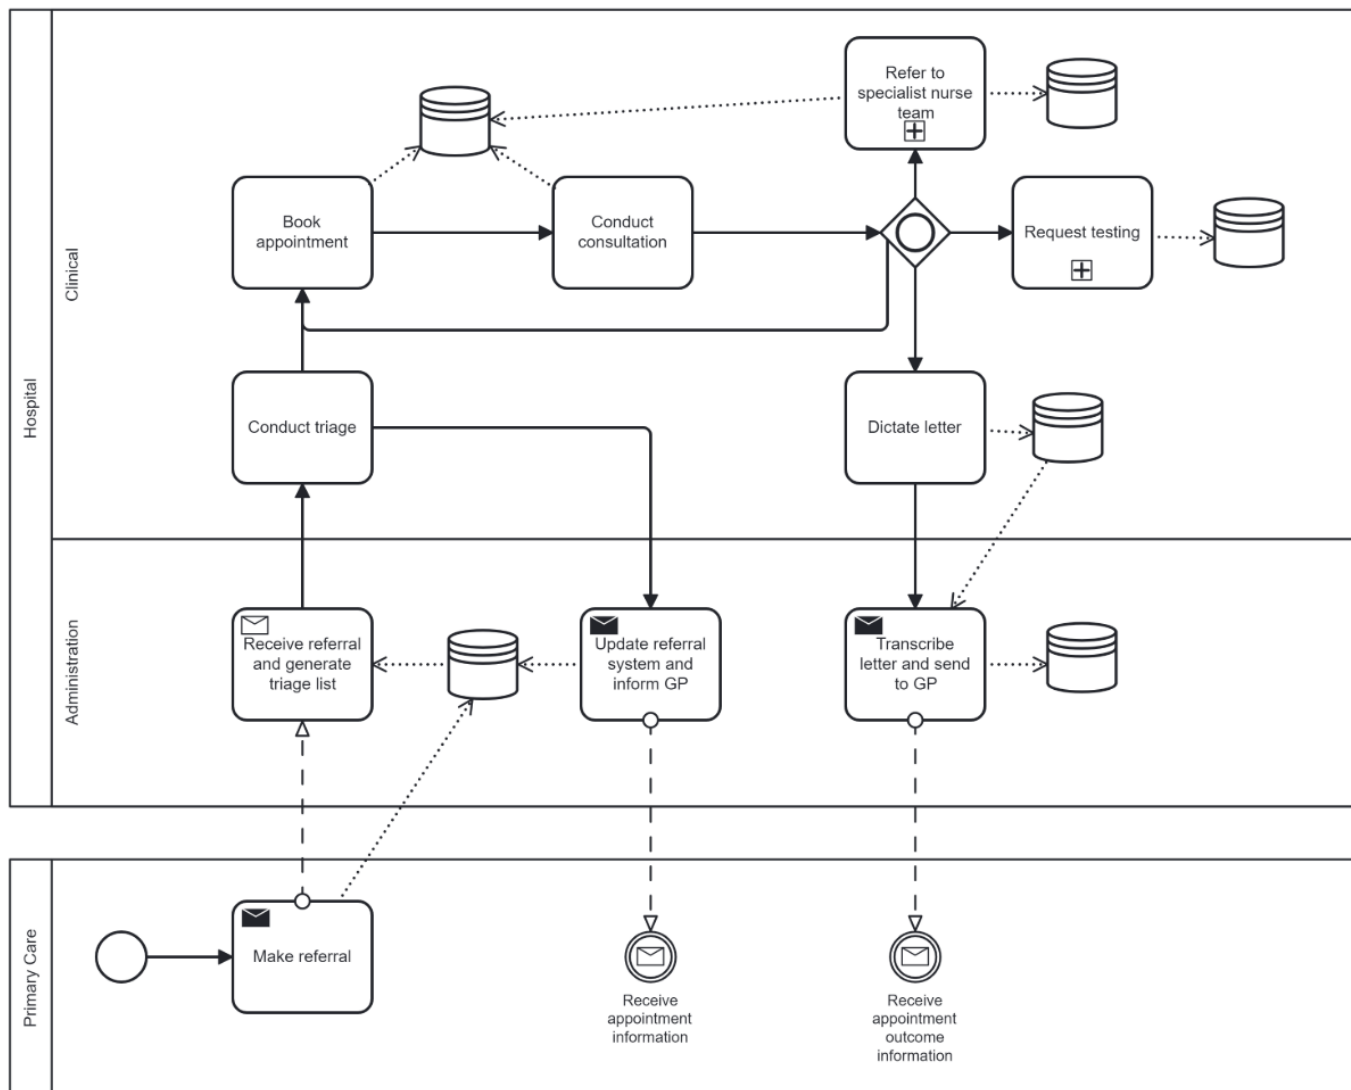 Hospital
Clinical
Refer to
specialist nurse
team
Book
appointment
Conduct
consultation
Request testing
Conduct triage
Dictate letter
Administration
Receive referral
and generate
triage list
Update referral
system and
inform GP
Transcribe
letter and send
to GP
Primary Care
Make referral
Receive
appointment
information
Receive
appointment
outcome
information